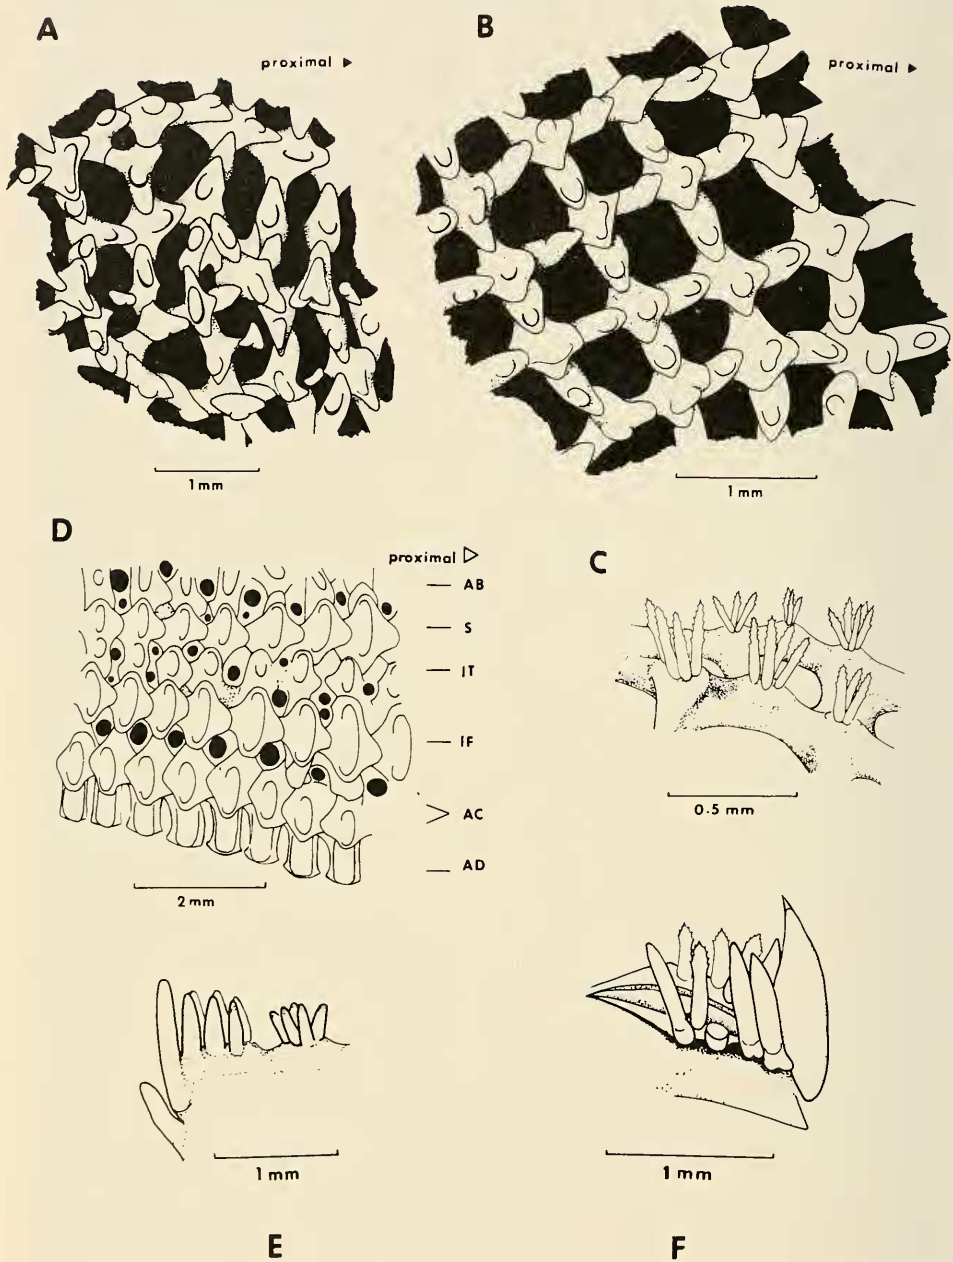 A
proximal ▸
1 mm
B
proximal ▸
1 mm
D
proximal ▷
AB
S
IT
IF
AC
AD
2 mm
C
0·5 mm
1 mm
E
1 mm
F